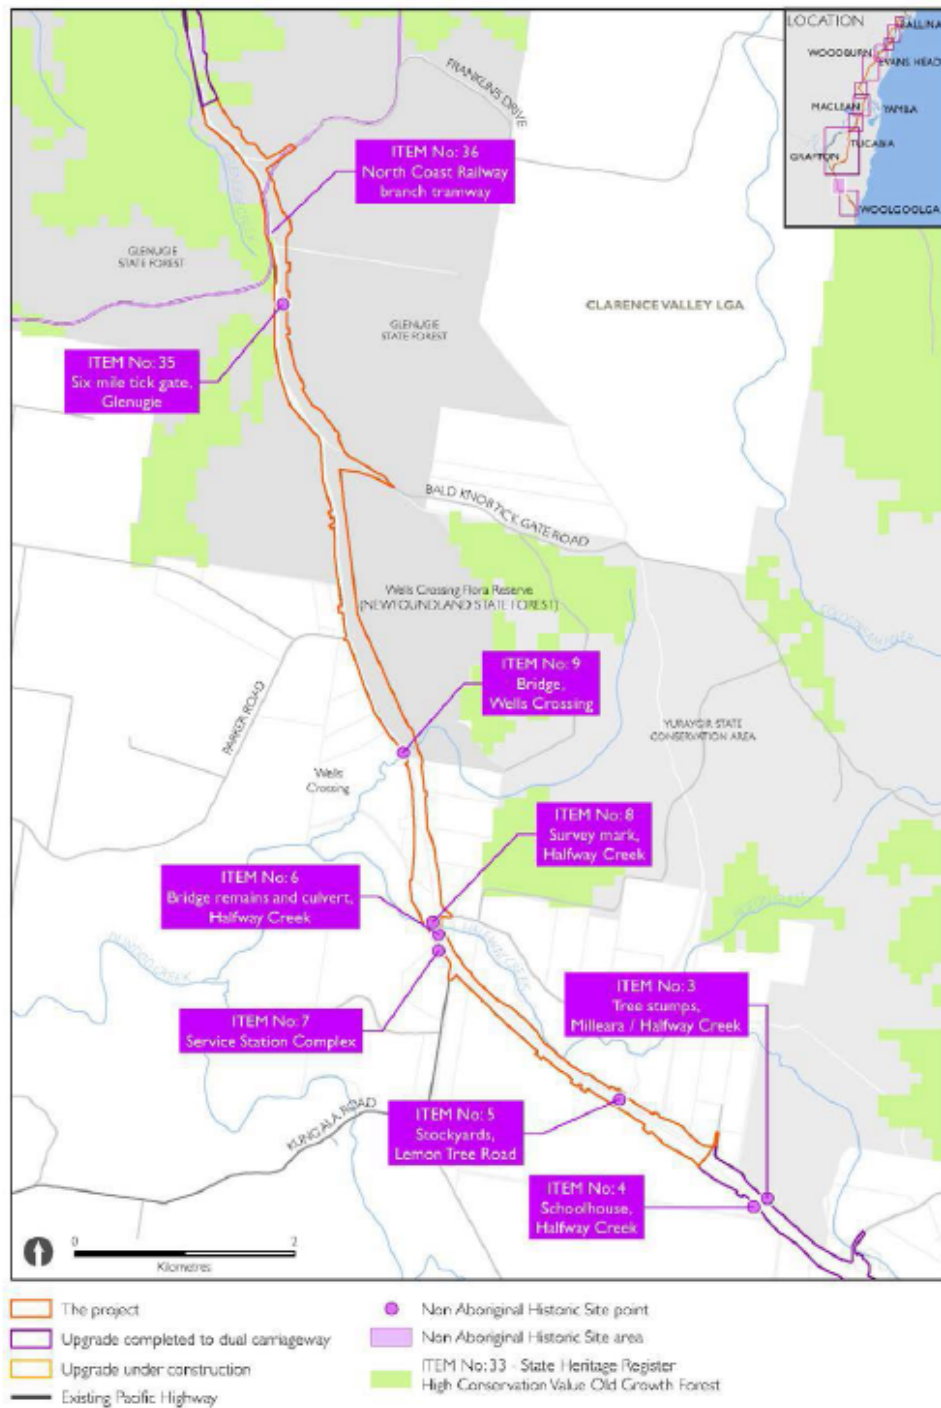 LOCATION
BALLINA
WOODBURN
EVANS HEAD
MACLEAN
YAMBA
TUCABIA
GRAFTON
WOOLGOOLGA
FRANKLINS DRIVE
ITEM No: 36
North Coast Railway
branch tramway
GLENUGIE
STATE FOREST
CLARENCE VALLEY LGA
GLENUGIE
STATE FOREST
ITEM No: 35
Six mile tick gate,
Glenugie
BALD KNOB TICK GATE ROAD
Wells Crossing Flora Reserve
(NEWFOUNDLAND STATE FOREST)
ITEM No: 9
Bridge,
Wells Crossing
PARKER ROAD
YURAYGIR STATE
CONSERVATION AREA
Wells
Crossing
ITEM No: 8
Survey mark,
Halfway Creek
ITEM No: 6
Bridge remains and culvert,
Halfway Creek
HALFWAY CREEK
ITEM No: 3
Tree stumps,
Milleara / Halfway Creek
ITEM No: 7
Service Station Complex
KUNGALA ROAD
ITEM No: 5
Stockyards,
Lemon Tree Road
ITEM No: 4
Schoolhouse,
Halfway Creek
0 2
Kilometres
The project
Upgrade completed to dual carriageway
Upgrade under construction
Existing Pacific Highway
Non Aboriginal Historic Site point
Non Aboriginal Historic Site area
ITEM No: 33 - State Heritage Register
High Conservation Value Old Growth Forest